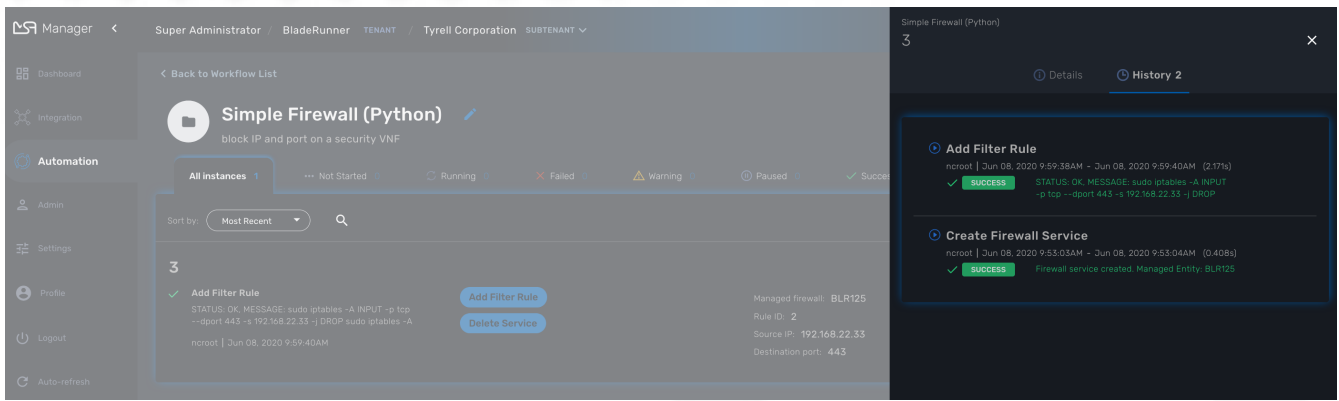 MSA Manager
Super Administrator / BladeRunner TENANT / Tyrell Corporation SUBTENANT
Dashboard
Integration
Automation
Admin
Settings
Profile
Logout
Auto-refresh
Back to Workflow List
Simple Firewall (Python)
block IP and port on a security VNF
All instances 1
Not Started
Running
Failed
Warning
Paused
Succes
Sort by: Most Recent
3
Add Filter Rule
STATUS: OK, MESSAGE: sudo iptables -A INPUT -p tcp
--dport 443 -s 192.168.22.33 -j DROP sudo iptables -A
ncroot | Jun 08, 2020 9:59:40AM
Add Filter Rule
Delete Service
Managed firewall: BLR125
Rule ID: 2
Source IP: 192.168.22.33
Destination port: 443
Simple Firewall (Python)
3
Details
History 2
Add Filter Rule
ncroot | Jun 08, 2020 9:59:38AM - Jun 08, 2020 9:59:40AM (2.171s)
SUCCESS STATUS: OK, MESSAGE: sudo iptables -A INPUT
-p tcp --dport 443 -s 192.168.22.33 -j DROP
Create Firewall Service
ncroot | Jun 08, 2020 9:53:03AM - Jun 08, 2020 9:53:04AM (0.408s)
SUCCESS Firewall service created. Managed Entity: BLR125